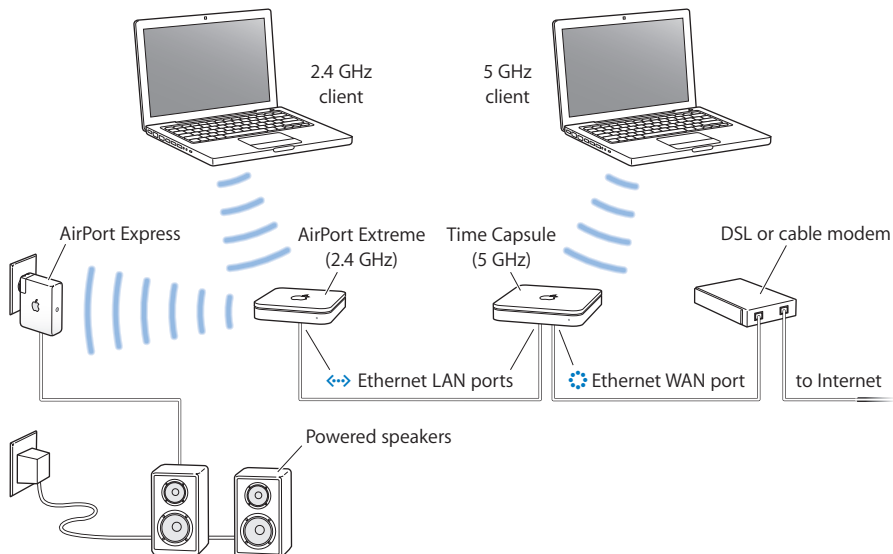 2.4 GHz
client
5 GHz
client
AirPort Express
AirPort Extreme
(2.4 GHz)
Time Capsule
(5 GHz)
DSL or cable modem
Ethernet LAN ports
Ethernet WAN port
to Internet
Powered speakers